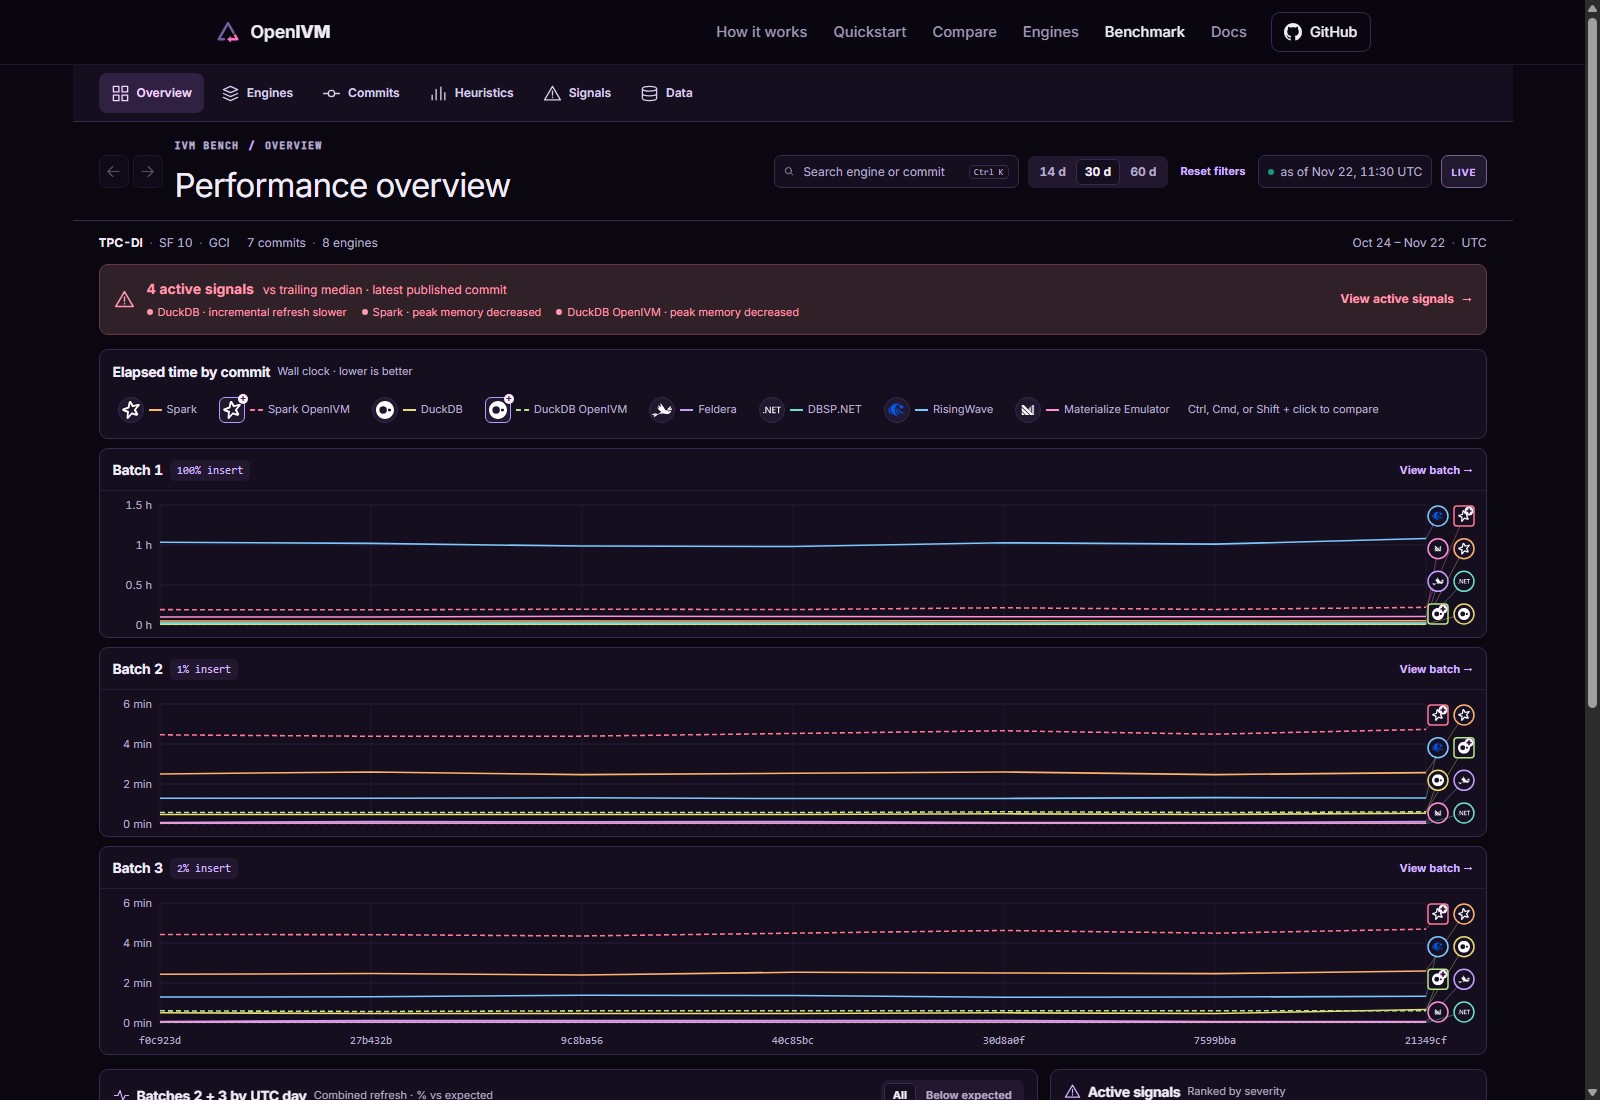 OpenIVM
How it works Quickstart Compare Engines Benchmark Docs GitHub
Overview Engines Commits Heuristics Signals Data
IVM BENCH / OVERVIEW
Performance overview
Search engine or commit Ctrl K 14 d 30 d 60 d Reset filters as of Nov 22, 11:30 UTC LIVE
TPC-DI · SF 10 · GCI 7 commits · 8 engines Oct 24 – Nov 22 · UTC
4 active signals vs trailing median · latest published commit
DuckDB · incremental refresh slower Spark · peak memory decreased DuckDB OpenIVM · peak memory decreased
View active signals →
Elapsed time by commit Wall clock · lower is better
Spark Spark OpenIVM DuckDB DuckDB OpenIVM Feldera .NET DBSP.NET RisingWave Materialize Emulator Ctrl, Cmd, or Shift + click to compare
Batch 1 100% insert View batch →
1.5 h
1 h
0.5 h
.NET
0 h
Batch 2 1% insert View batch →
6 min
4 min
2 min
0 min
.NET
Batch 3 2% insert View batch →
6 min
4 min
2 min
0 min
.NET
f0c923d 27b432b 9c8ba56 40c85bc 30d8a0f 7599bba 21349cf
Batches 2 + 3 by UTC day Combined refresh · % vs expected All Below expected
Active signals Ranked by severity